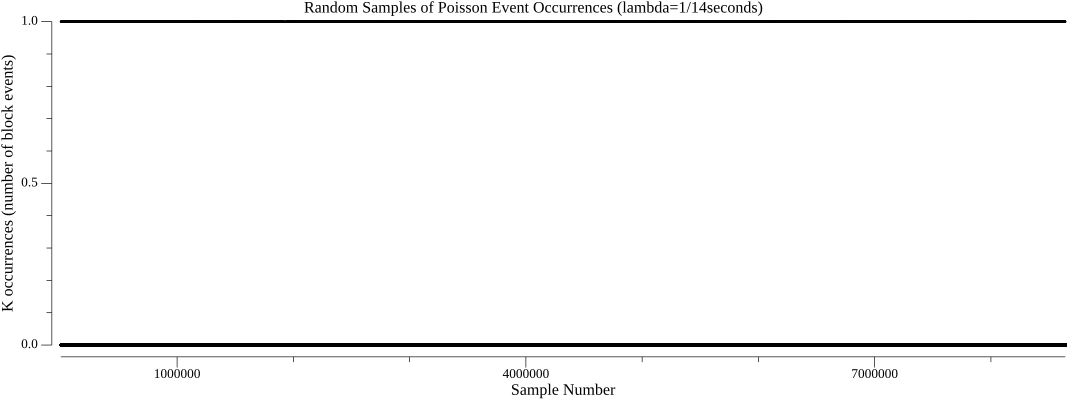 Random Samples of Poisson Event Occurrences (lambda=1/14seconds)
K occurrences (number of block events)
1.0
0.5
0.0
1000000
4000000
7000000
Sample Number